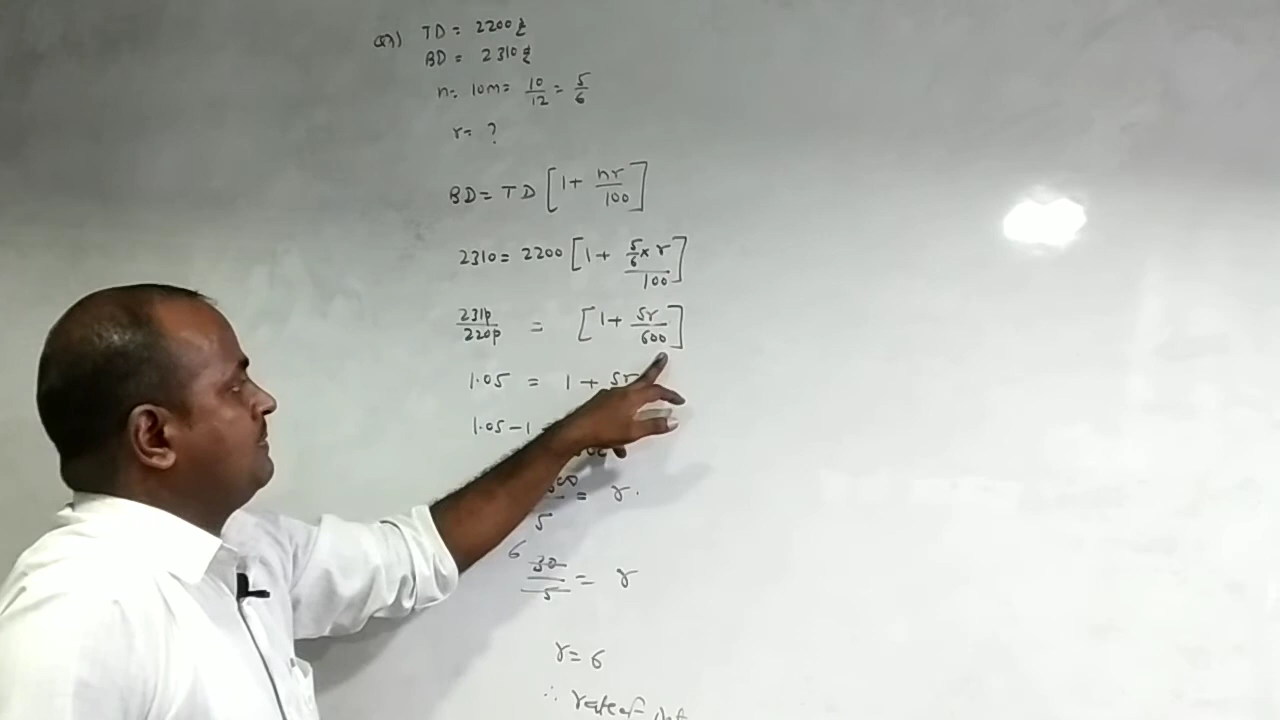 TD = 2200₹
BD = 2310₹
n = 10m = 10/12 = 5/6
r = ?
BD = TD [1 + nr/100]
2310 = 2200 [1 + 5/6 × r/100]
2310/2200 = [1 + 5r/600]
1.05 = 1 + 5r
1.05 - 1
5 = r.
6 30/5 = r
r = 6
∴ rate of